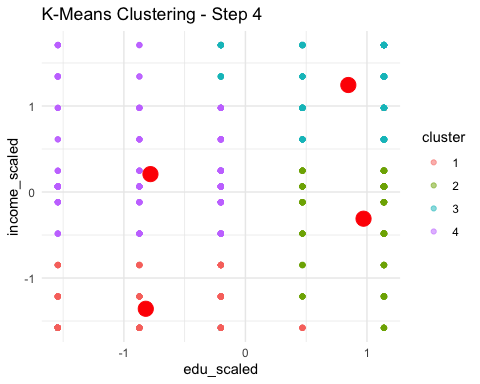 K-Means Clustering - Step 4
income_scaled
1
0
-1
-1
0
1
edu_scaled
cluster
1
2
3
4